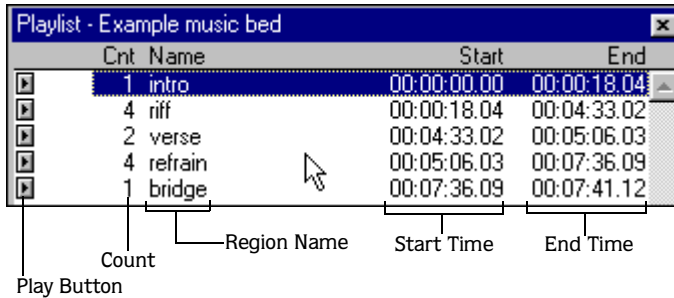 Playlist - Example music bed
Cnt Name Start End
1 intro 00:00:00.00 00:00:18.04
4 riff 00:00:18.04 00:04:33.02
2 verse 00:04:33.02 00:05:06.03
4 refrain 00:05:06.03 00:07:36.09
1 bridge 00:07:36.09 00:07:41.12
Region Name Start Time End Time
Count
Play Button